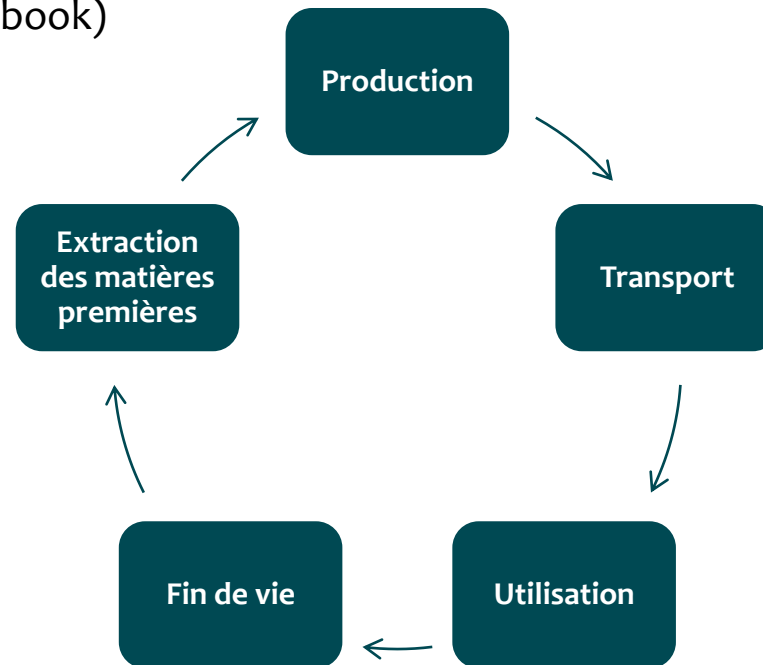 book)
Production
Extraction
des matières
premières
Transport
Fin de vie
Utilisation